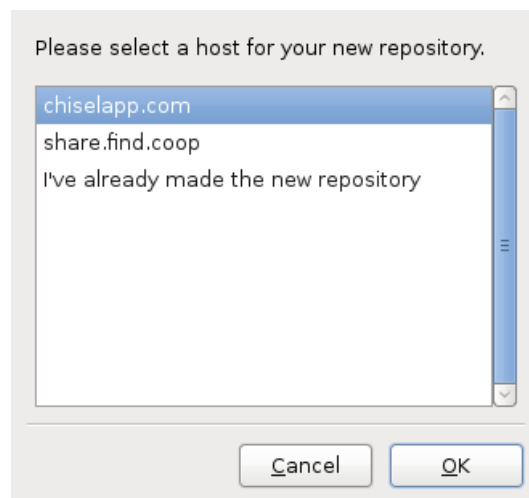 Please select a host for your new repository.
chiselapp.com
share.find.coop
I've already made the new repository
Cancel
OK